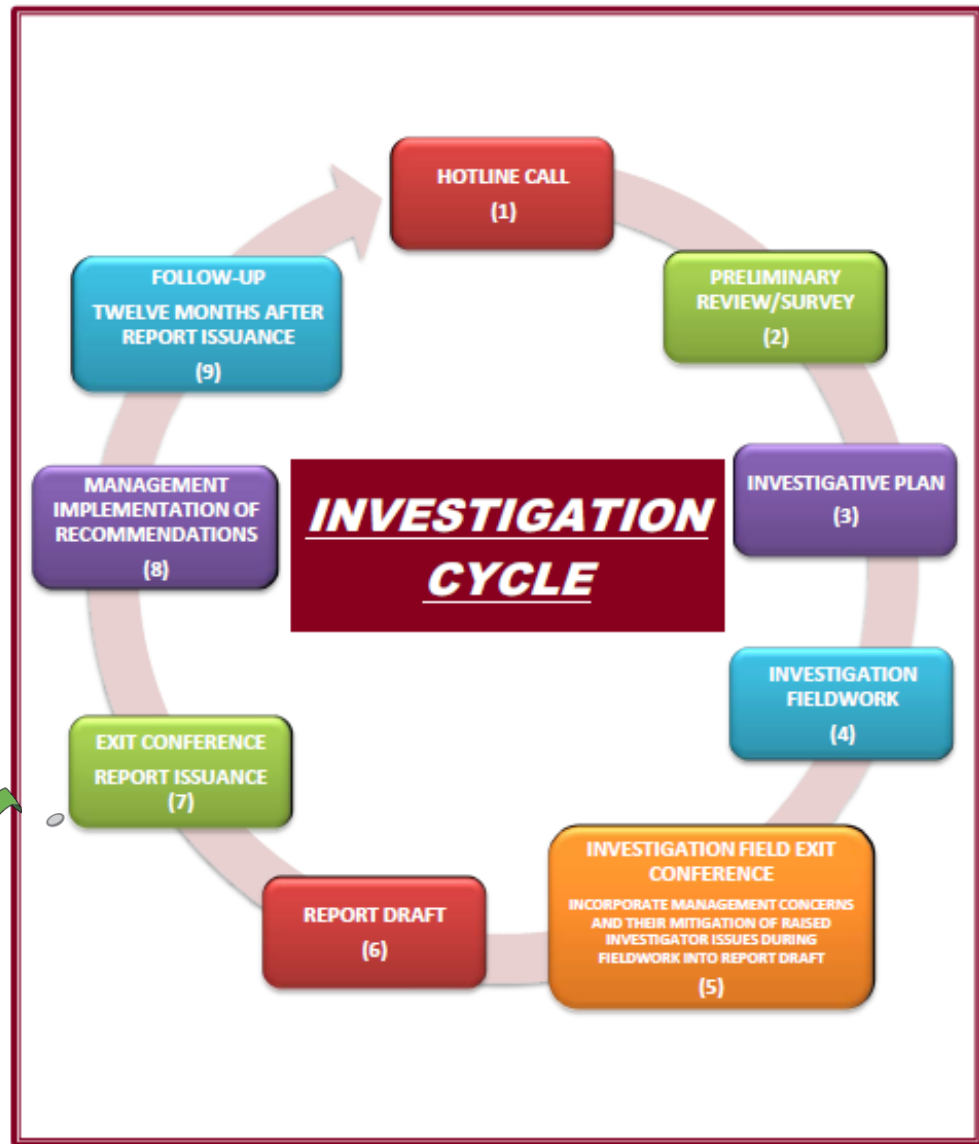 HOTLINE CALL
(1)
PRELIMINARY
REVIEW/SURVEY
(2)
INVESTIGATIVE PLAN
(3)
INVESTIGATION
FIELDWORK
(4)
INVESTIGATION FIELD EXIT
CONFERENCE
INCORPORATE MANAGEMENT CONCERNS
AND THEIR MITIGATION OF RAISED
INVESTIGATOR ISSUES DURING
FIELDWORK INTO REPORT DRAFT
(5)
REPORT DRAFT
(6)
EXIT CONFERENCE
REPORT ISSUANCE
(7)
MANAGEMENT
IMPLEMENTATION OF
RECOMMENDATIONS
(8)
FOLLOW-UP
TWELVE MONTHS AFTER
REPORT ISSUANCE
(9)
INVESTIGATION
CYCLE